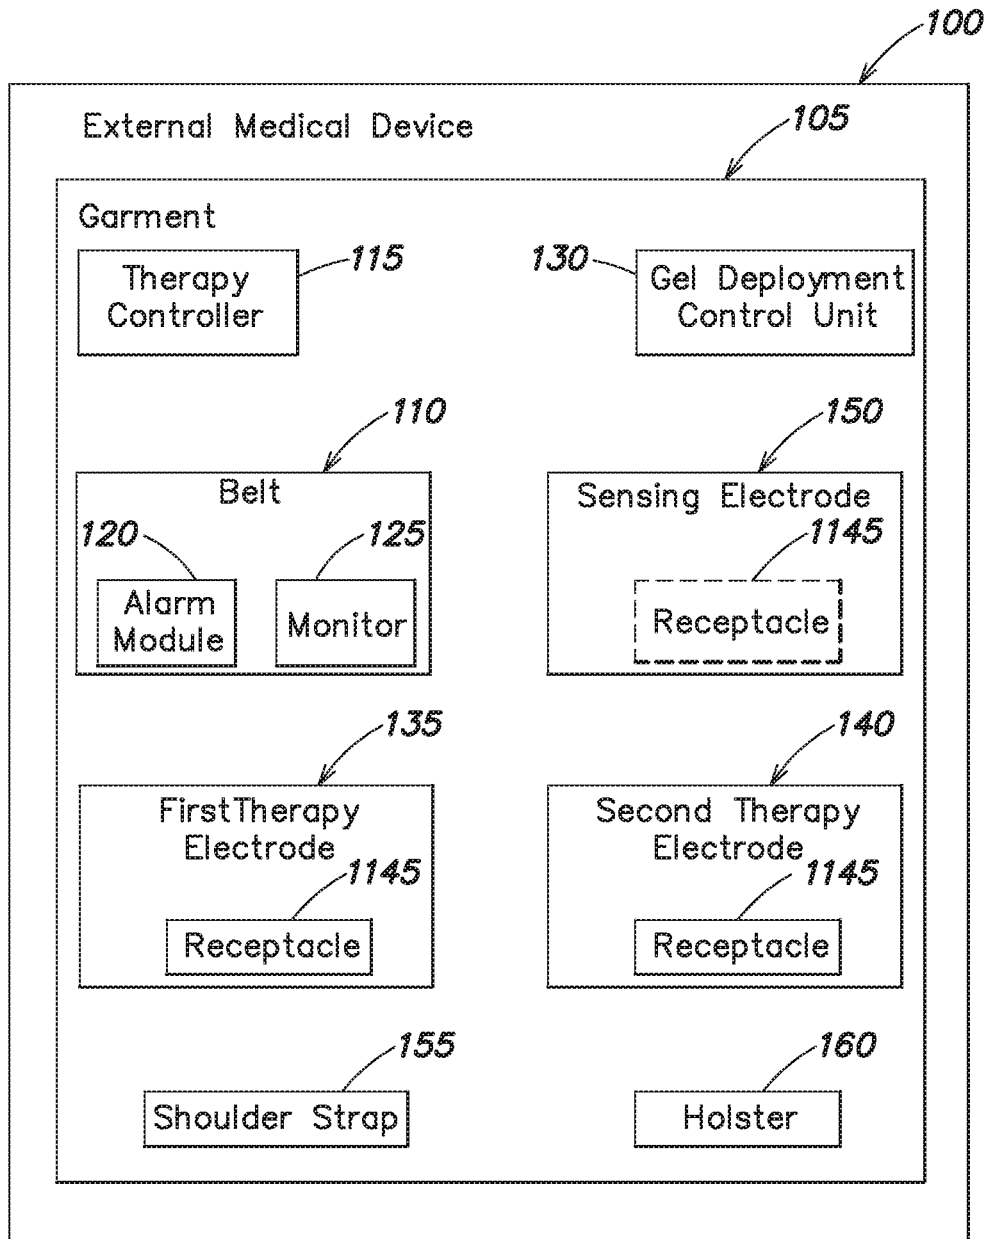 100
External Medical Device
105
Garment
Therapy
Controller
115
130
Gel Deployment
Control Unit
110
Belt
120
125
Alarm
Module
Monitor
150
Sensing Electrode
1145
Receptacle
135
FirstTherapy
Electrode
1145
Receptacle
140
Second Therapy
Electrode
1145
Receptacle
155
Shoulder Strap
160
Holster